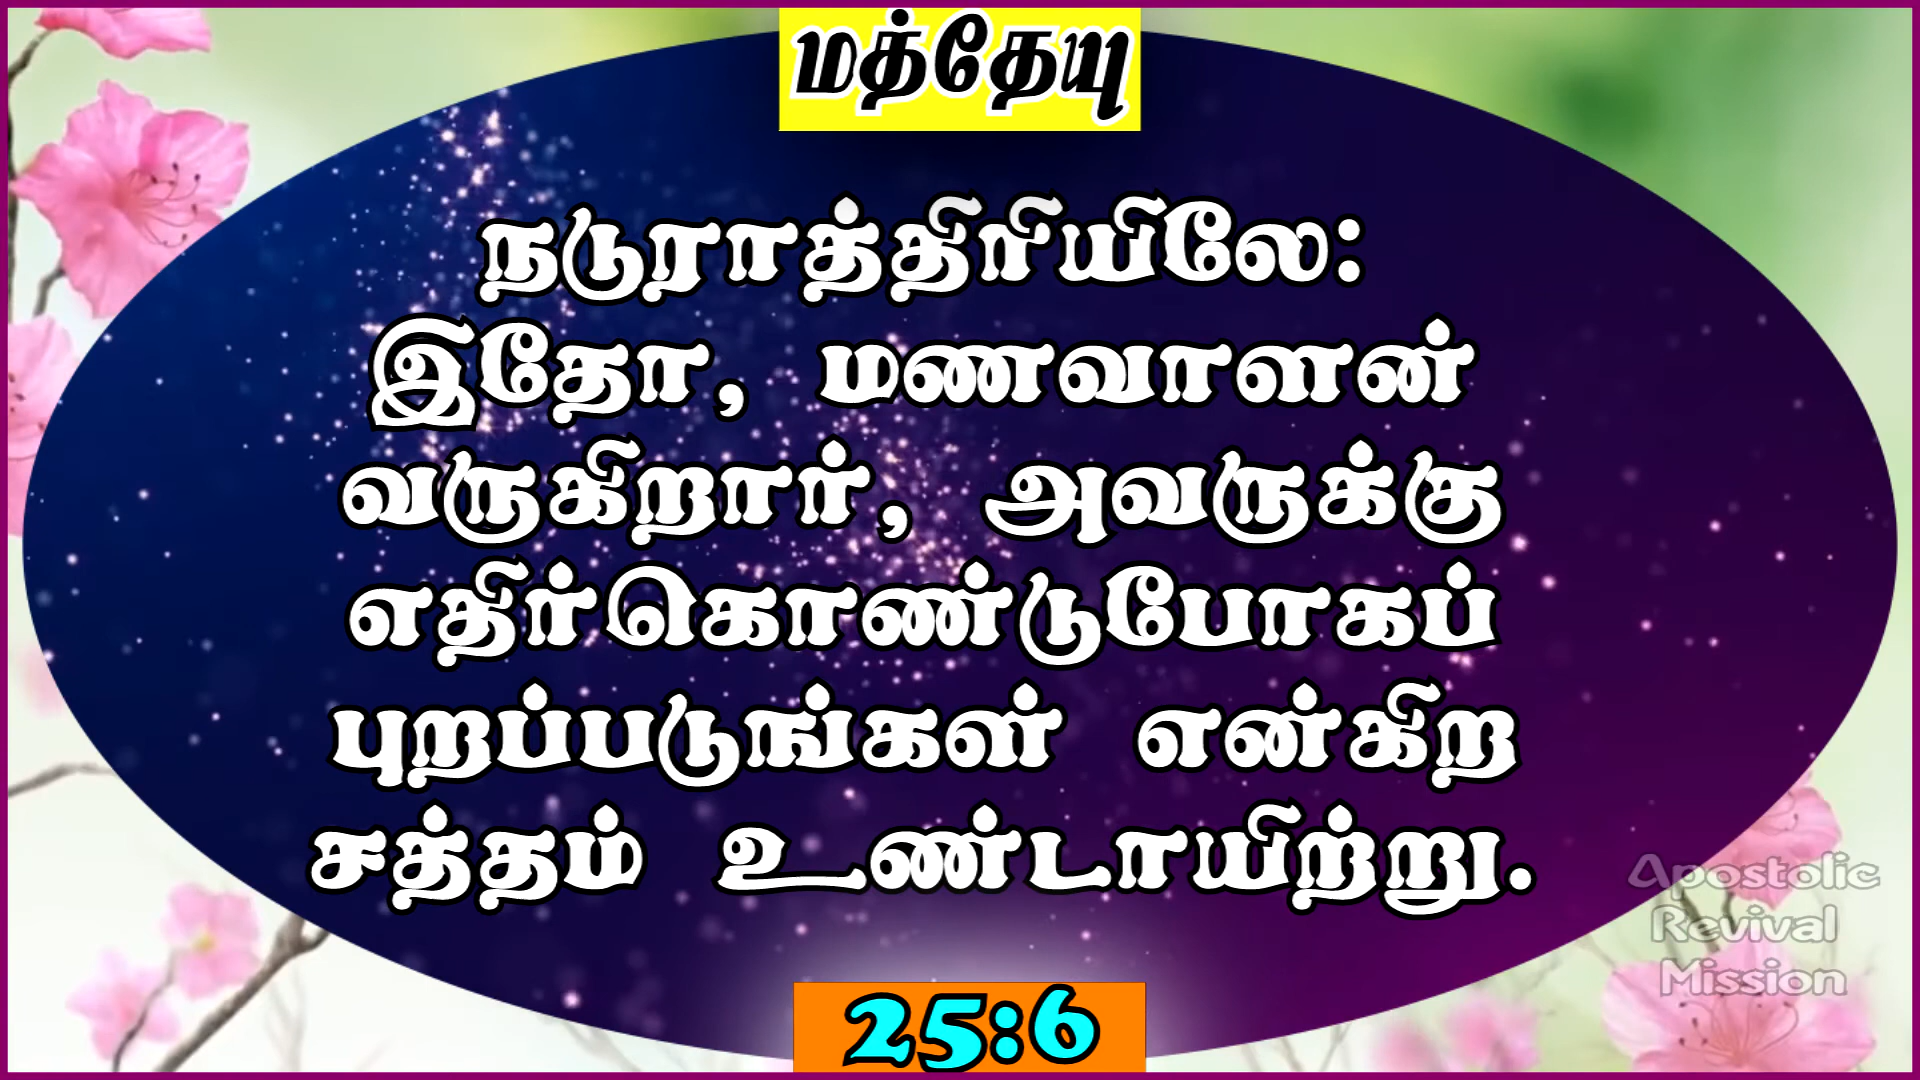 மத்தேயு
நடுராத்திரியிலே:
இதோ, மணவாளன்
வருகிறார், அவருக்கு
எதிர்கொண்டுபோகப்
புறப்படுங்கள் என்கிற
சத்தம் உண்டாயிற்று.
Apostolic
Revival
Mission
25:6